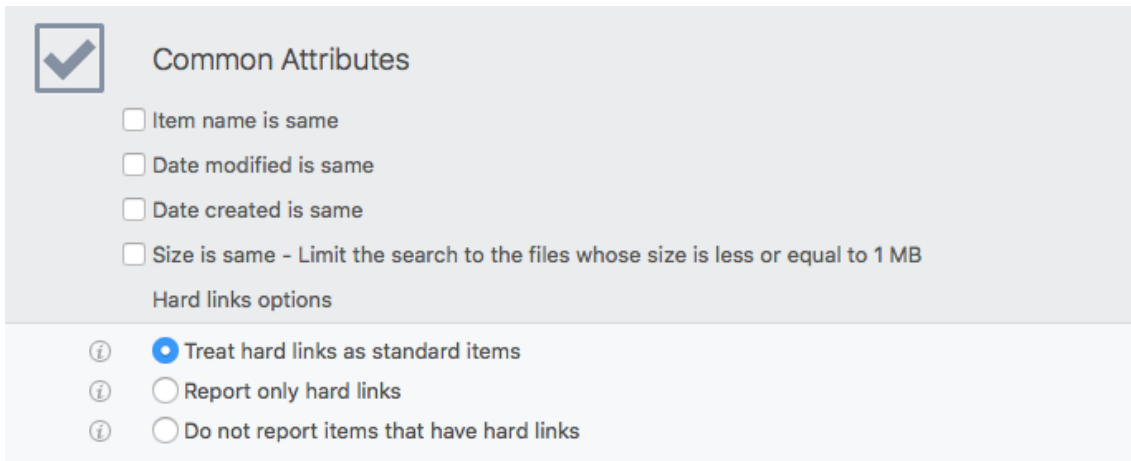 Common Attributes
Item name is same
Date modified is same
Date created is same
Size is same - Limit the search to the files whose size is less or equal to 1 MB
Hard links options
Treat hard links as standard items
Report only hard links
Do not report items that have hard links